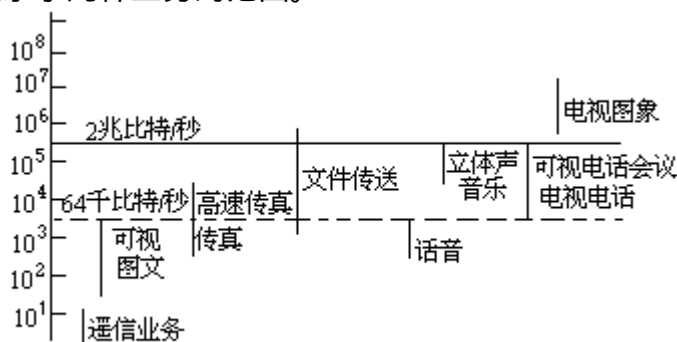 10⁸
10⁷
10⁶
10⁵
10⁴
10³
10²
10¹
2兆比特/秒
64千比特/秒
电视图象
可视电话会议
电视电话
立体声
音乐
文件传送
高速传真
传真
话音
可视
图文
遥信业务